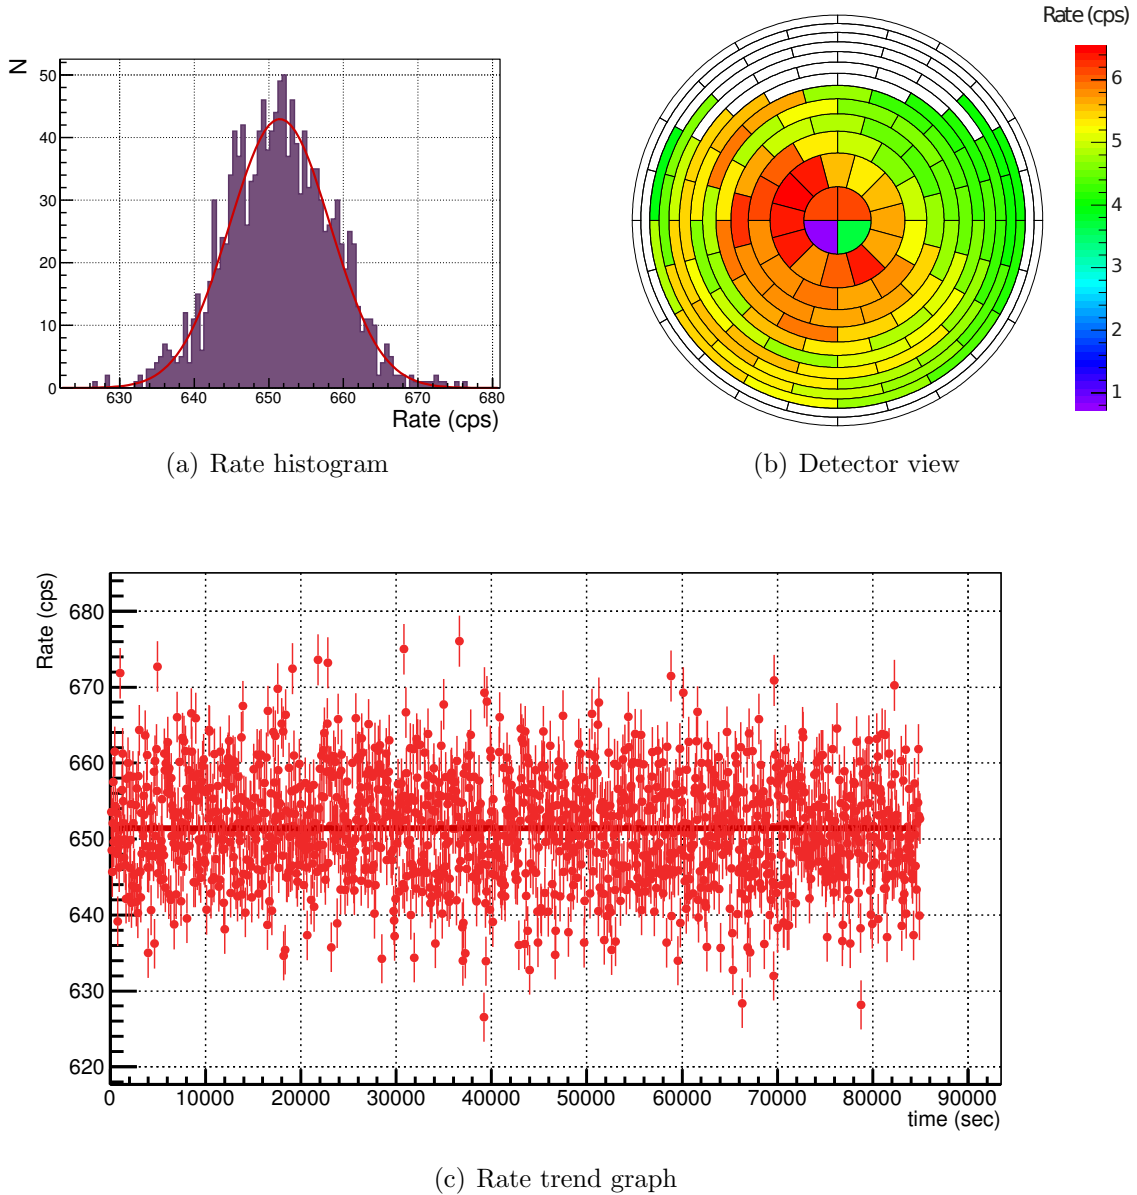 N
50
40
30
20
10
0
630 640 650 660 670 680
Rate (cps)
(a) Rate histogram
Rate (cps)
6
5
4
3
2
1
(b) Detector view
Rate (cps)
680
670
660
650
640
630
620
0 10000 20000 30000 40000 50000 60000 70000 80000 90000
time (sec)
(c) Rate trend graph